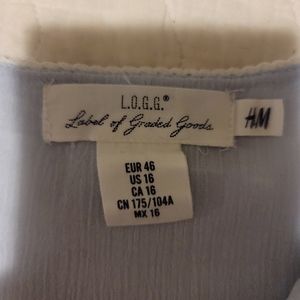 L.O.G.G.®
Label of Graded Goods
H&M
EUR 46
US 16
CA 16
CN 175/104A
MX 16